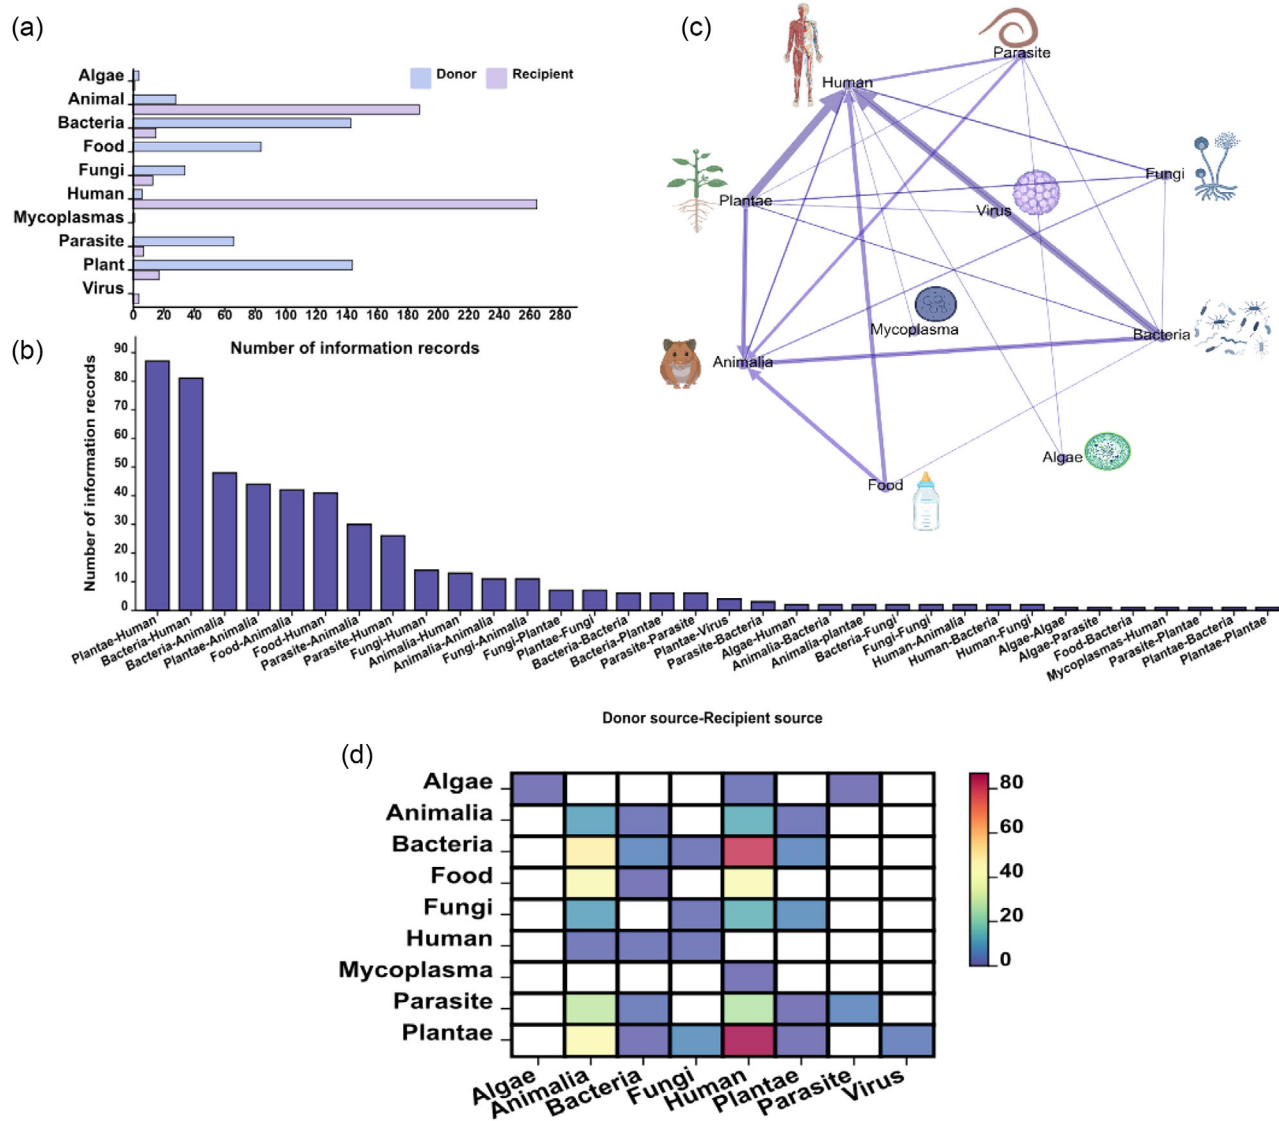 (a)
Donor Recipient
Algae
Animal
Bacteria
Food
Fungi
Human
Mycoplasmas
Parasite
Plant
Virus
0 20 40 60 80 100 120 140 160 180 200 220 240 260 280
(c)
Parasite
Human
Fungi
Plantae
Virus
Mycoplasma
Bacteria
Animalia
Algae
Food
(b)
Number of information records
Number of information records
90
80
70
60
50
40
30
20
10
0
Plantae-Human
Bacteria-Human
Bacteria-Animalia
Plantae-Animalia
Food-Animalia
Food-Human
Parasite-Animalia
Parasite-Human
Fungi-Human
Animalia-Human
Animalia-Animalia
Fungi-Animalia
Fungi-Plantae
Plantae-Fungi
Bacteria-Bacteria
Bacteria-Plantae
Parasite-Parasite
Plantae-Virus
Parasite-Bacteria
Algae-Human
Animalia-Bacteria
Animalia-plantae
Bacteria-Fungi
Fungi-Fungi
Human-Animalia
Human-Bacteria
Human-Fungi
Algae-Algae
Algae-Parasite
Food-Bacteria
Mycoplasmas-Human
Parasite-Plantae
Plantae-Bacteria
Plantae-Plantae
Donor source-Recipient source
(d)
Algae
Animalia
Bacteria
Food
Fungi
Human
Mycoplasma
Parasite
Plantae
Algae
Animalia
Bacteria
Fungi
Human
Plantae
Parasite
Virus
80
60
40
20
0